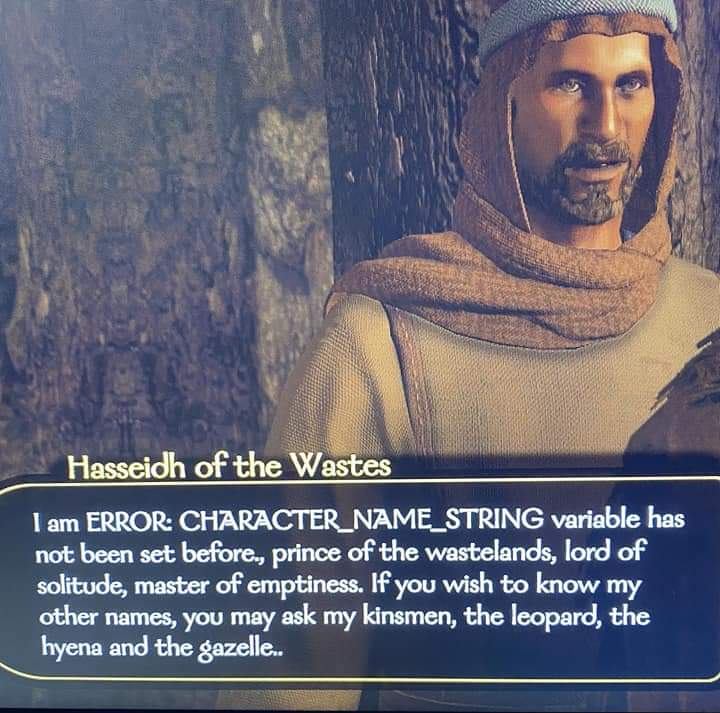 Hasseidh of the Wastes
I am ERROR: CHARACTER_NAME_STRING variable has
not been set before., prince of the wastelands, lord of
solitude, master of emptiness. If you wish to know my
other names, you may ask my kinsmen, the leopard, the
hyena and the gazelle..